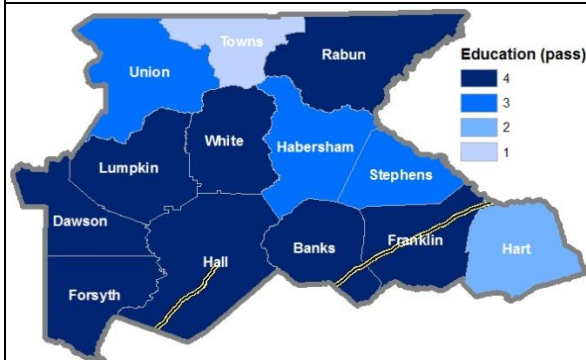 Towns
Rabun
Union
Education (pass)
4
3
2
1
White
Habersham
Lumpkin
Stephens
Dawson
Hall
Banks
Franklin
Hart
Forsyth